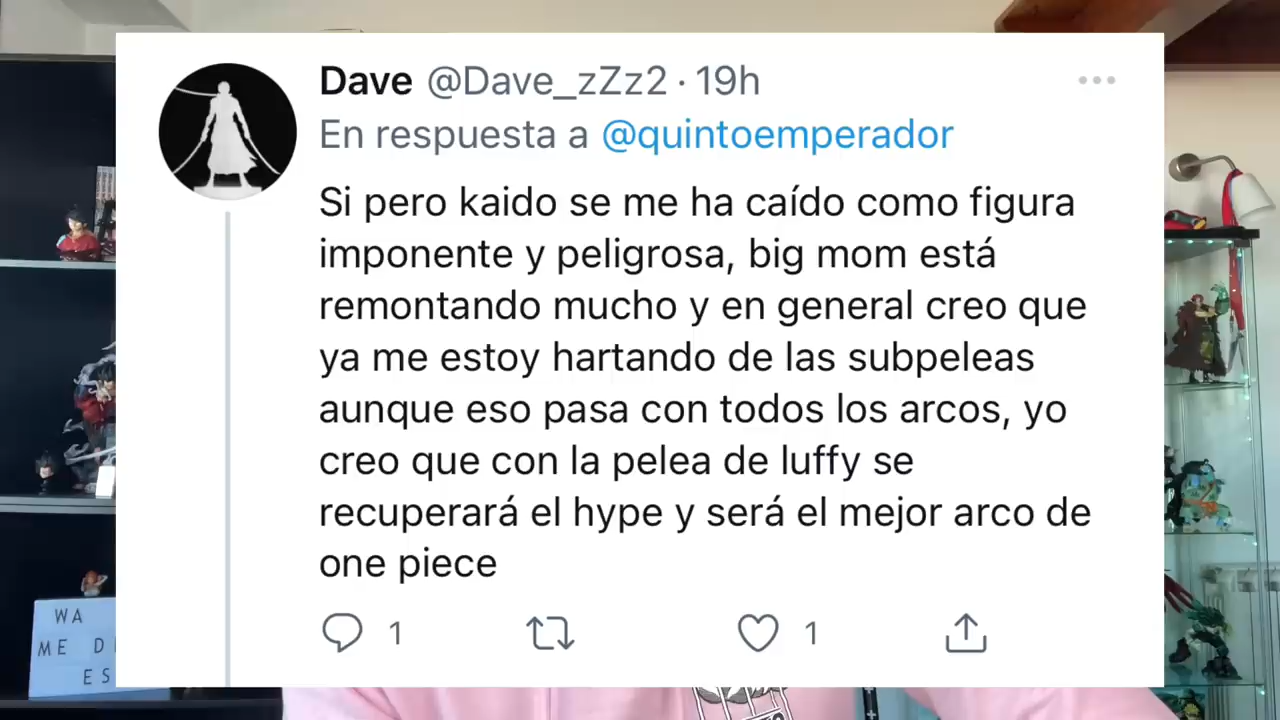 Dave @Dave_zZz2 · 19h
En respuesta a @quintoemperador
Si pero kaido se me ha caído como figura
imponente y peligrosa, big mom está
remontando mucho y en general creo que
ya me estoy hartando de las subpeleas
aunque eso pasa con todos los arcos, yo
creo que con la pelea de luffy se
recuperará el hype y será el mejor arco de
one piece
1
1
WA
ME D
ES